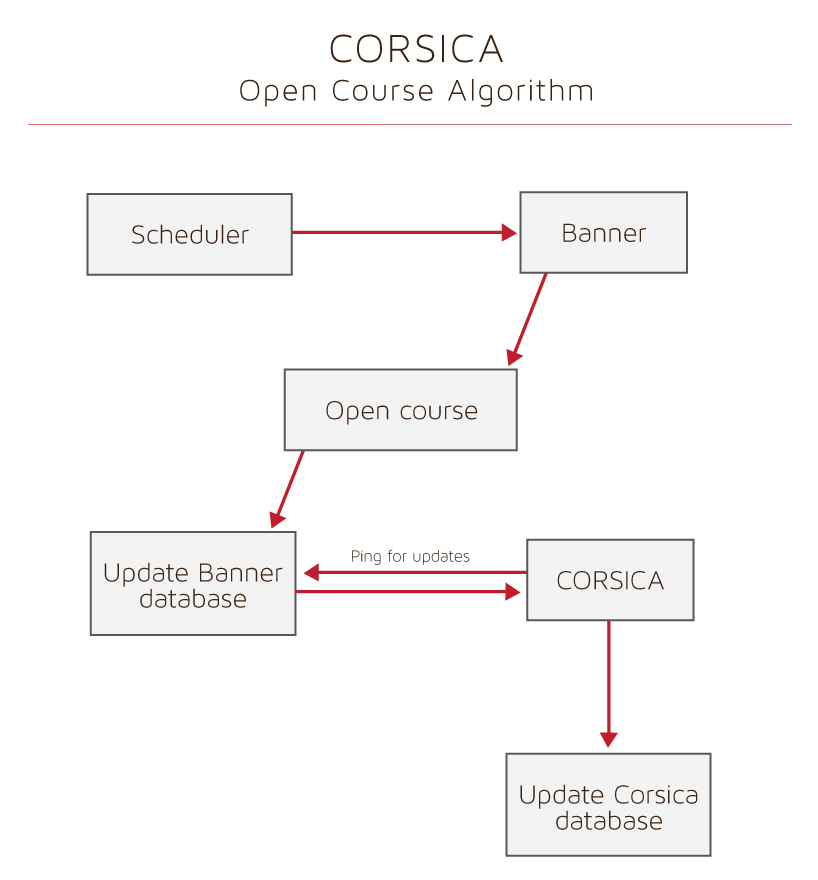 CORSICA
Open Course Algorithm
Scheduler
Banner
Open course
Update Banner
database
Ping for updates
CORSICA
Update Corsica
database